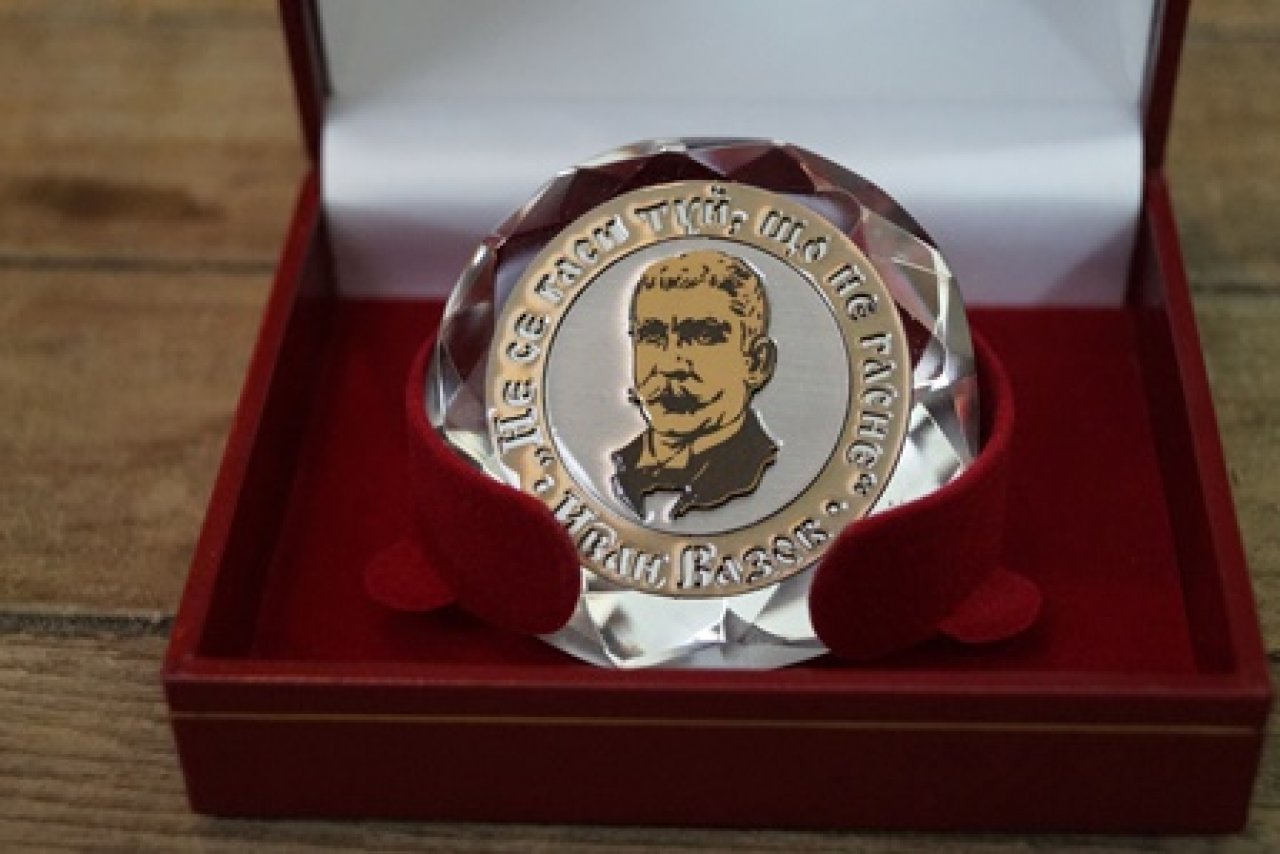 „Не се гаси туй, що не гасне“
Иван Вазов